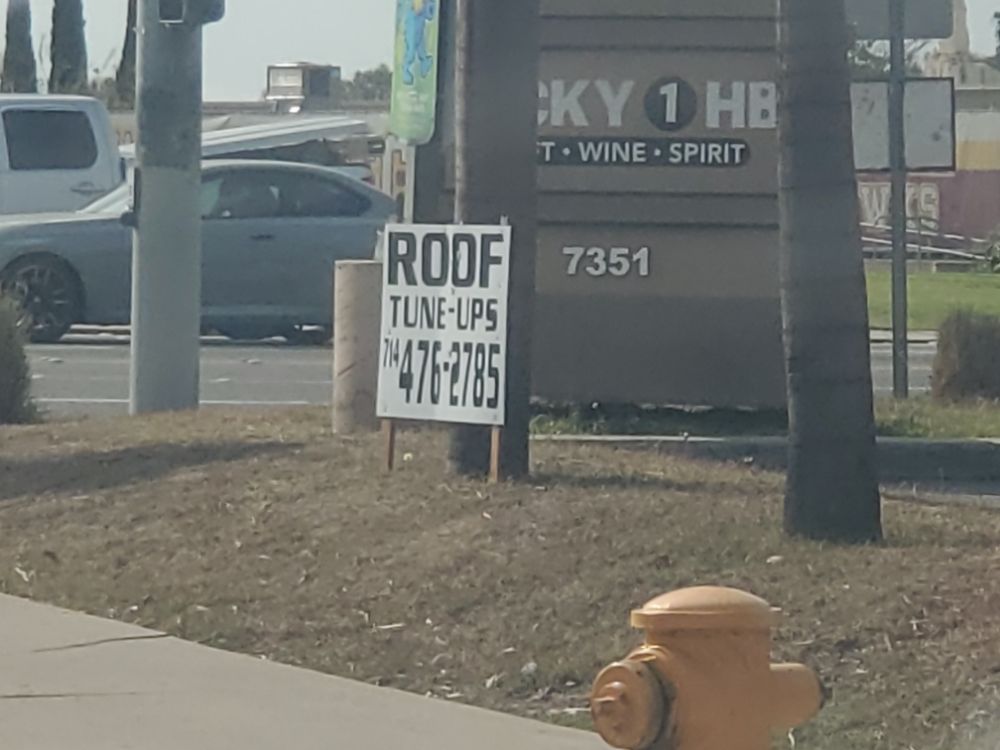 CKY 1 HB
T • WINE • SPIRIT
7351
ROOF
TUNE-UPS
714 476-2785